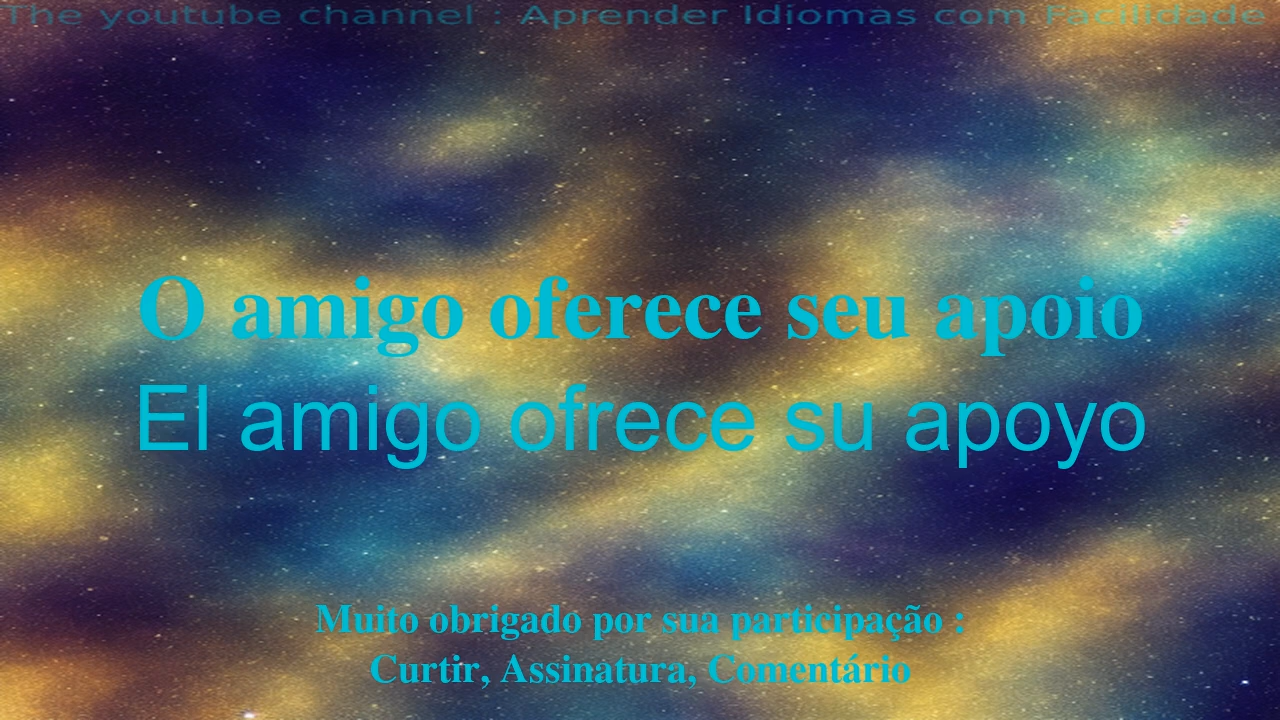 The youtube channel : Aprender Idiomas com Facilidade
O amigo oferece seu apoio
El amigo ofrece su apoyo
Muito obrigado por sua participação :
Curtir, Assinatura, Comentário